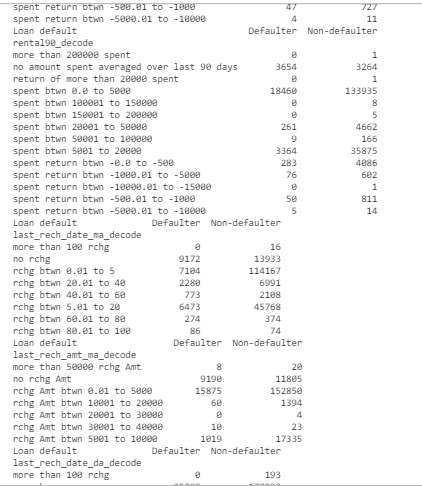 spent return btwn -500.01 to -1000 47 727
spent return btwn -5000.01 to -10000 4 11
Loan default Defaulter Non-defaulter
rental90_decode
more than 200000 spent 0 1
no amount spent averaged over last 90 days 3654 3264
return of more than 20000 spent 0 1
spent btwn 0.0 to 5000 18460 133935
spent btwn 100001 to 150000 0 8
spent btwn 150001 to 200000 0 5
spent btwn 20001 to 50000 261 4662
spent btwn 50001 to 100000 9 166
spent btwn 5001 to 20000 3364 35875
spent return btwn -0.0 to -500 283 4086
spent return btwn -1000.01 to -5000 76 602
spent return btwn -10000.01 to -15000 0 1
spent return btwn -500.01 to -1000 50 811
spent return btwn -5000.01 to -10000 5 14
Loan default Defaulter Non-defaulter
last_rech_date_ma_decode
more than 100 rchg 0 16
no rchg 9172 13933
rchg btwn 0.01 to 5 7104 114167
rchg btwn 20.01 to 40 2280 6991
rchg btwn 40.01 to 60 773 2108
rchg btwn 5.01 to 20 6473 45768
rchg btwn 60.01 to 80 274 374
rchg btwn 80.01 to 100 86 74
Loan default Defaulter Non-defaulter
last_rech_amt_ma_decode
more than 50000 rchg Amt 8 20
no rchg Amt 9190 11805
rchg Amt btwn 0.01 to 5000 15875 152850
rchg Amt btwn 10001 to 20000 60 1394
rchg Amt btwn 20001 to 30000 0 4
rchg Amt btwn 30001 to 40000 10 23
rchg Amt btwn 5001 to 10000 1019 17335
Loan default Defaulter Non-defaulter
last_rech_date_da_decode
more than 100 rchg 0 193